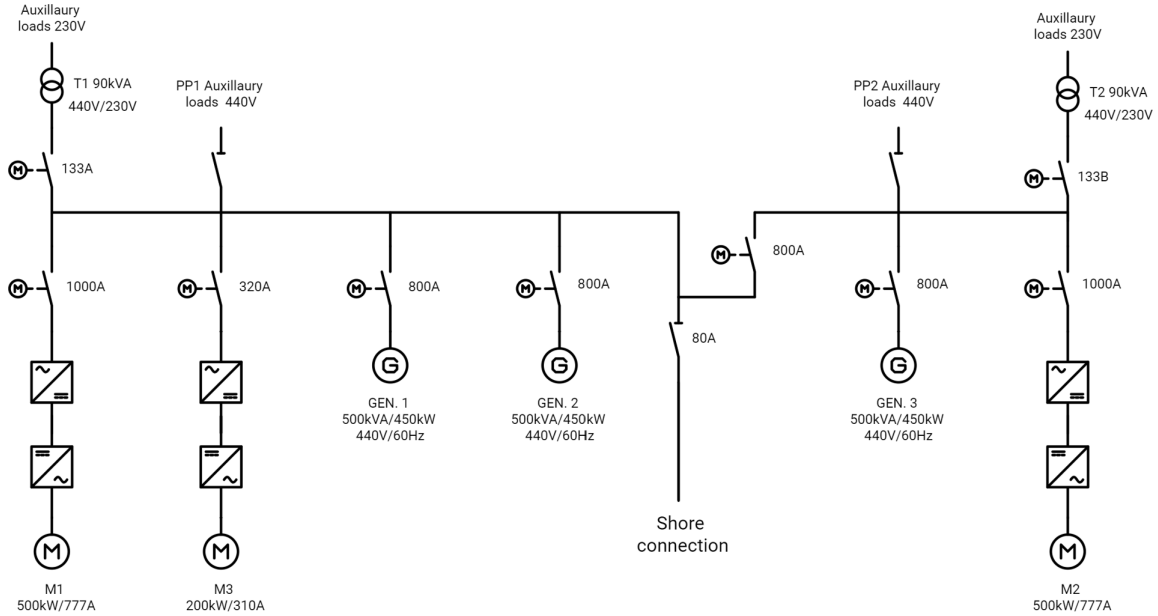 Auxillaury
loads 230V
T1 90kVA
440V/230V
PP1 Auxillaury
loads 440V
M
133A
PP2 Auxillaury
loads 440V
Auxillaury
loads 230V
T2 90kVA
440V/230V
M
133B
M
1000A
M
320A
M
800A
M
800A
M
800A
80A
M
800A
M
1000A
G
GEN. 1
500kVA/450kW
440V/60Hz
G
GEN. 2
500kVA/450kW
440V/60Hz
G
GEN. 3
500kVA/450kW
440V/60Hz
Shore
connection
M
M1
500kW/777A
M
M3
200kW/310A
M
M2
500kW/777A